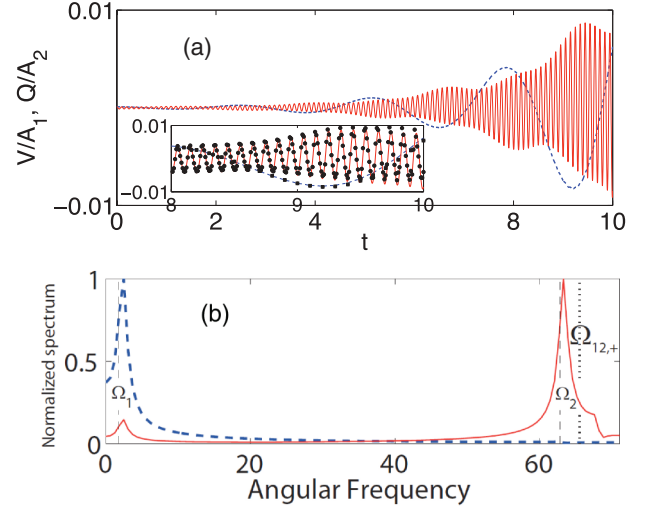 0.01
(a)
V/A1, Q/A2
0.01
−0.01
8
9
10
−0.01
0
2
4
6
8
10
t
1
(b)
Normalized spectrum
0.5
Ω1
Ω2
Ω12,+
0
0
20
40
60
Angular Frequency